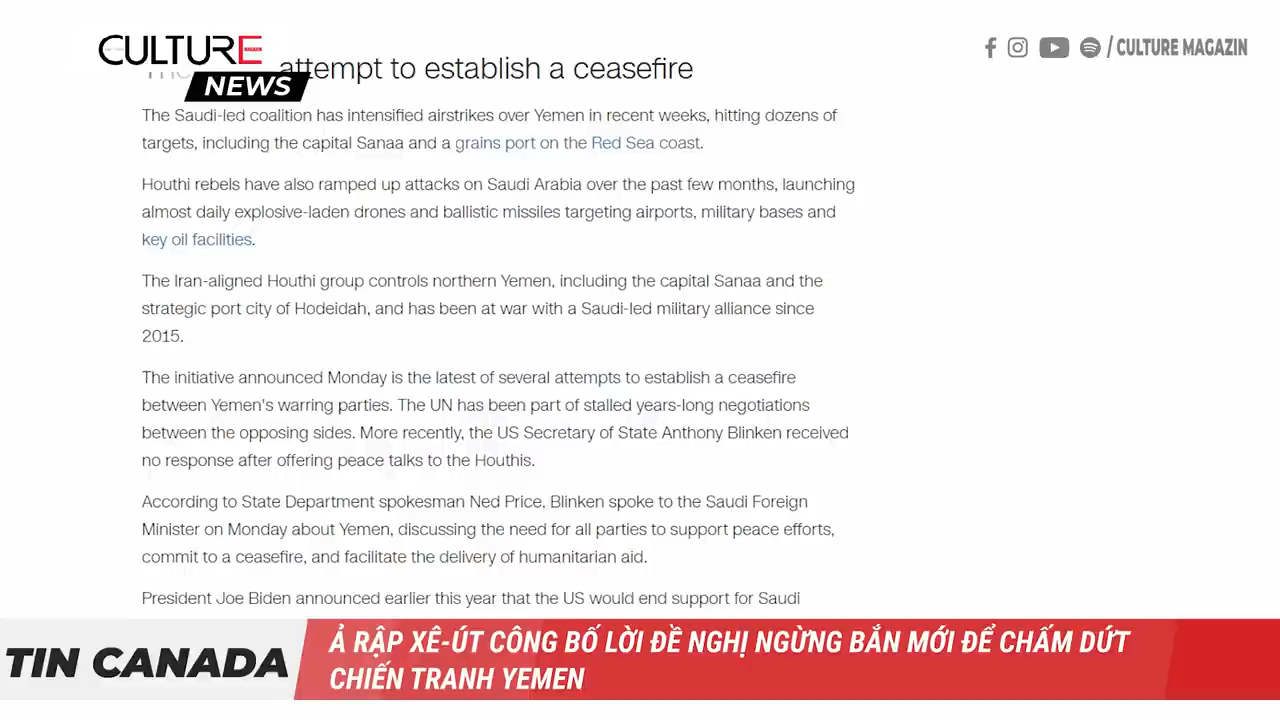 CULTURE
NEWS
/ CULTURE MAGAZIN
attempt to establish a ceasefire
The Saudi-led coalition has intensified airstrikes over Yemen in recent weeks, hitting dozens of
targets, including the capital Sanaa and a grains port on the Red Sea coast.
Houthi rebels have also ramped up attacks on Saudi Arabia over the past few months, launching
almost daily explosive-laden drones and ballistic missiles targeting airports, military bases and
key oil facilities.
The Iran-aligned Houthi group controls northern Yemen, including the capital Sanaa and the
strategic port city of Hodeidah, and has been at war with a Saudi-led military alliance since
2015.
The initiative announced Monday is the latest of several attempts to establish a ceasefire
between Yemen's warring parties. The UN has been part of stalled years-long negotiations
between the opposing sides. More recently, the US Secretary of State Anthony Blinken received
no response after offering peace talks to the Houthis.
According to State Department spokesman Ned Price, Blinken spoke to the Saudi Foreign
Minister on Monday about Yemen, discussing the need for all parties to support peace efforts,
commit to a ceasefire, and facilitate the delivery of humanitarian aid.
President Joe Biden announced earlier this year that the US would end support for Saudi
TIN CANADA
Ả RẬP XÊ-ÚT CÔNG BỐ LỜI ĐỀ NGHỊ NGỪNG BẮN MỚI ĐỂ CHẤM DỨT
CHIẾN TRANH YEMEN